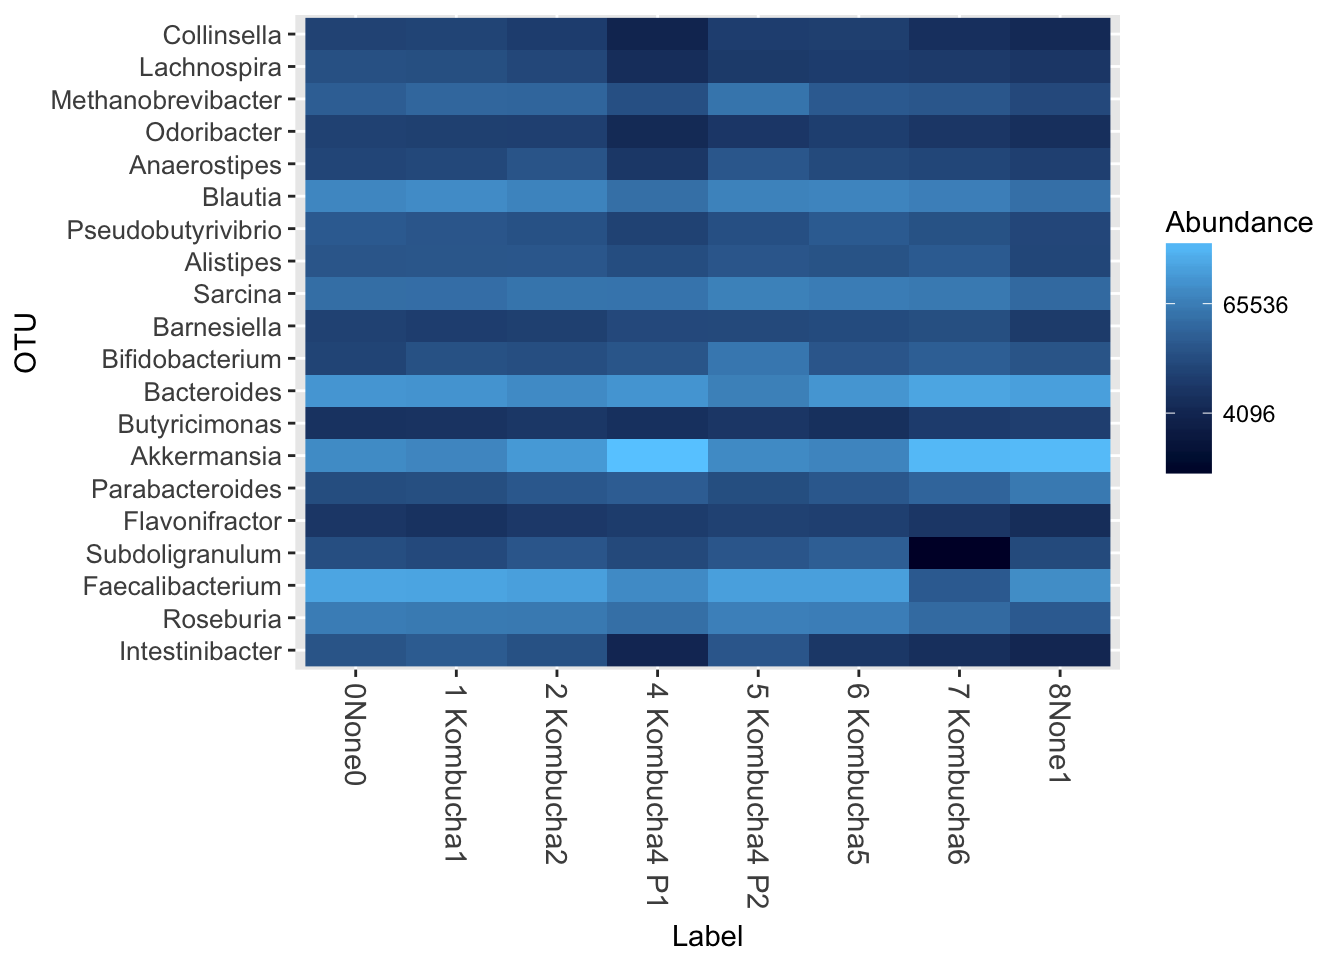 Collinsella
Lachnospira
Methanobrevibacter
Odoribacter
Anaerostipes
Blautia
Pseudobutyrivibrio
Alistipes
Sarcina
Barnesiella
Bifidobacterium
Bacteroides
Butyricimonas
Akkermansia
Parabacteroides
Flavonifractor
Subdoligranulum
Faecalibacterium
Roseburia
Intestinibacter
OTU
0None0
1 Kombucha1
2 Kombucha2
4 Kombucha4 P1
5 Kombucha4 P2
6 Kombucha5
7 Kombucha6
8None1
Label
Abundance
65536
4096